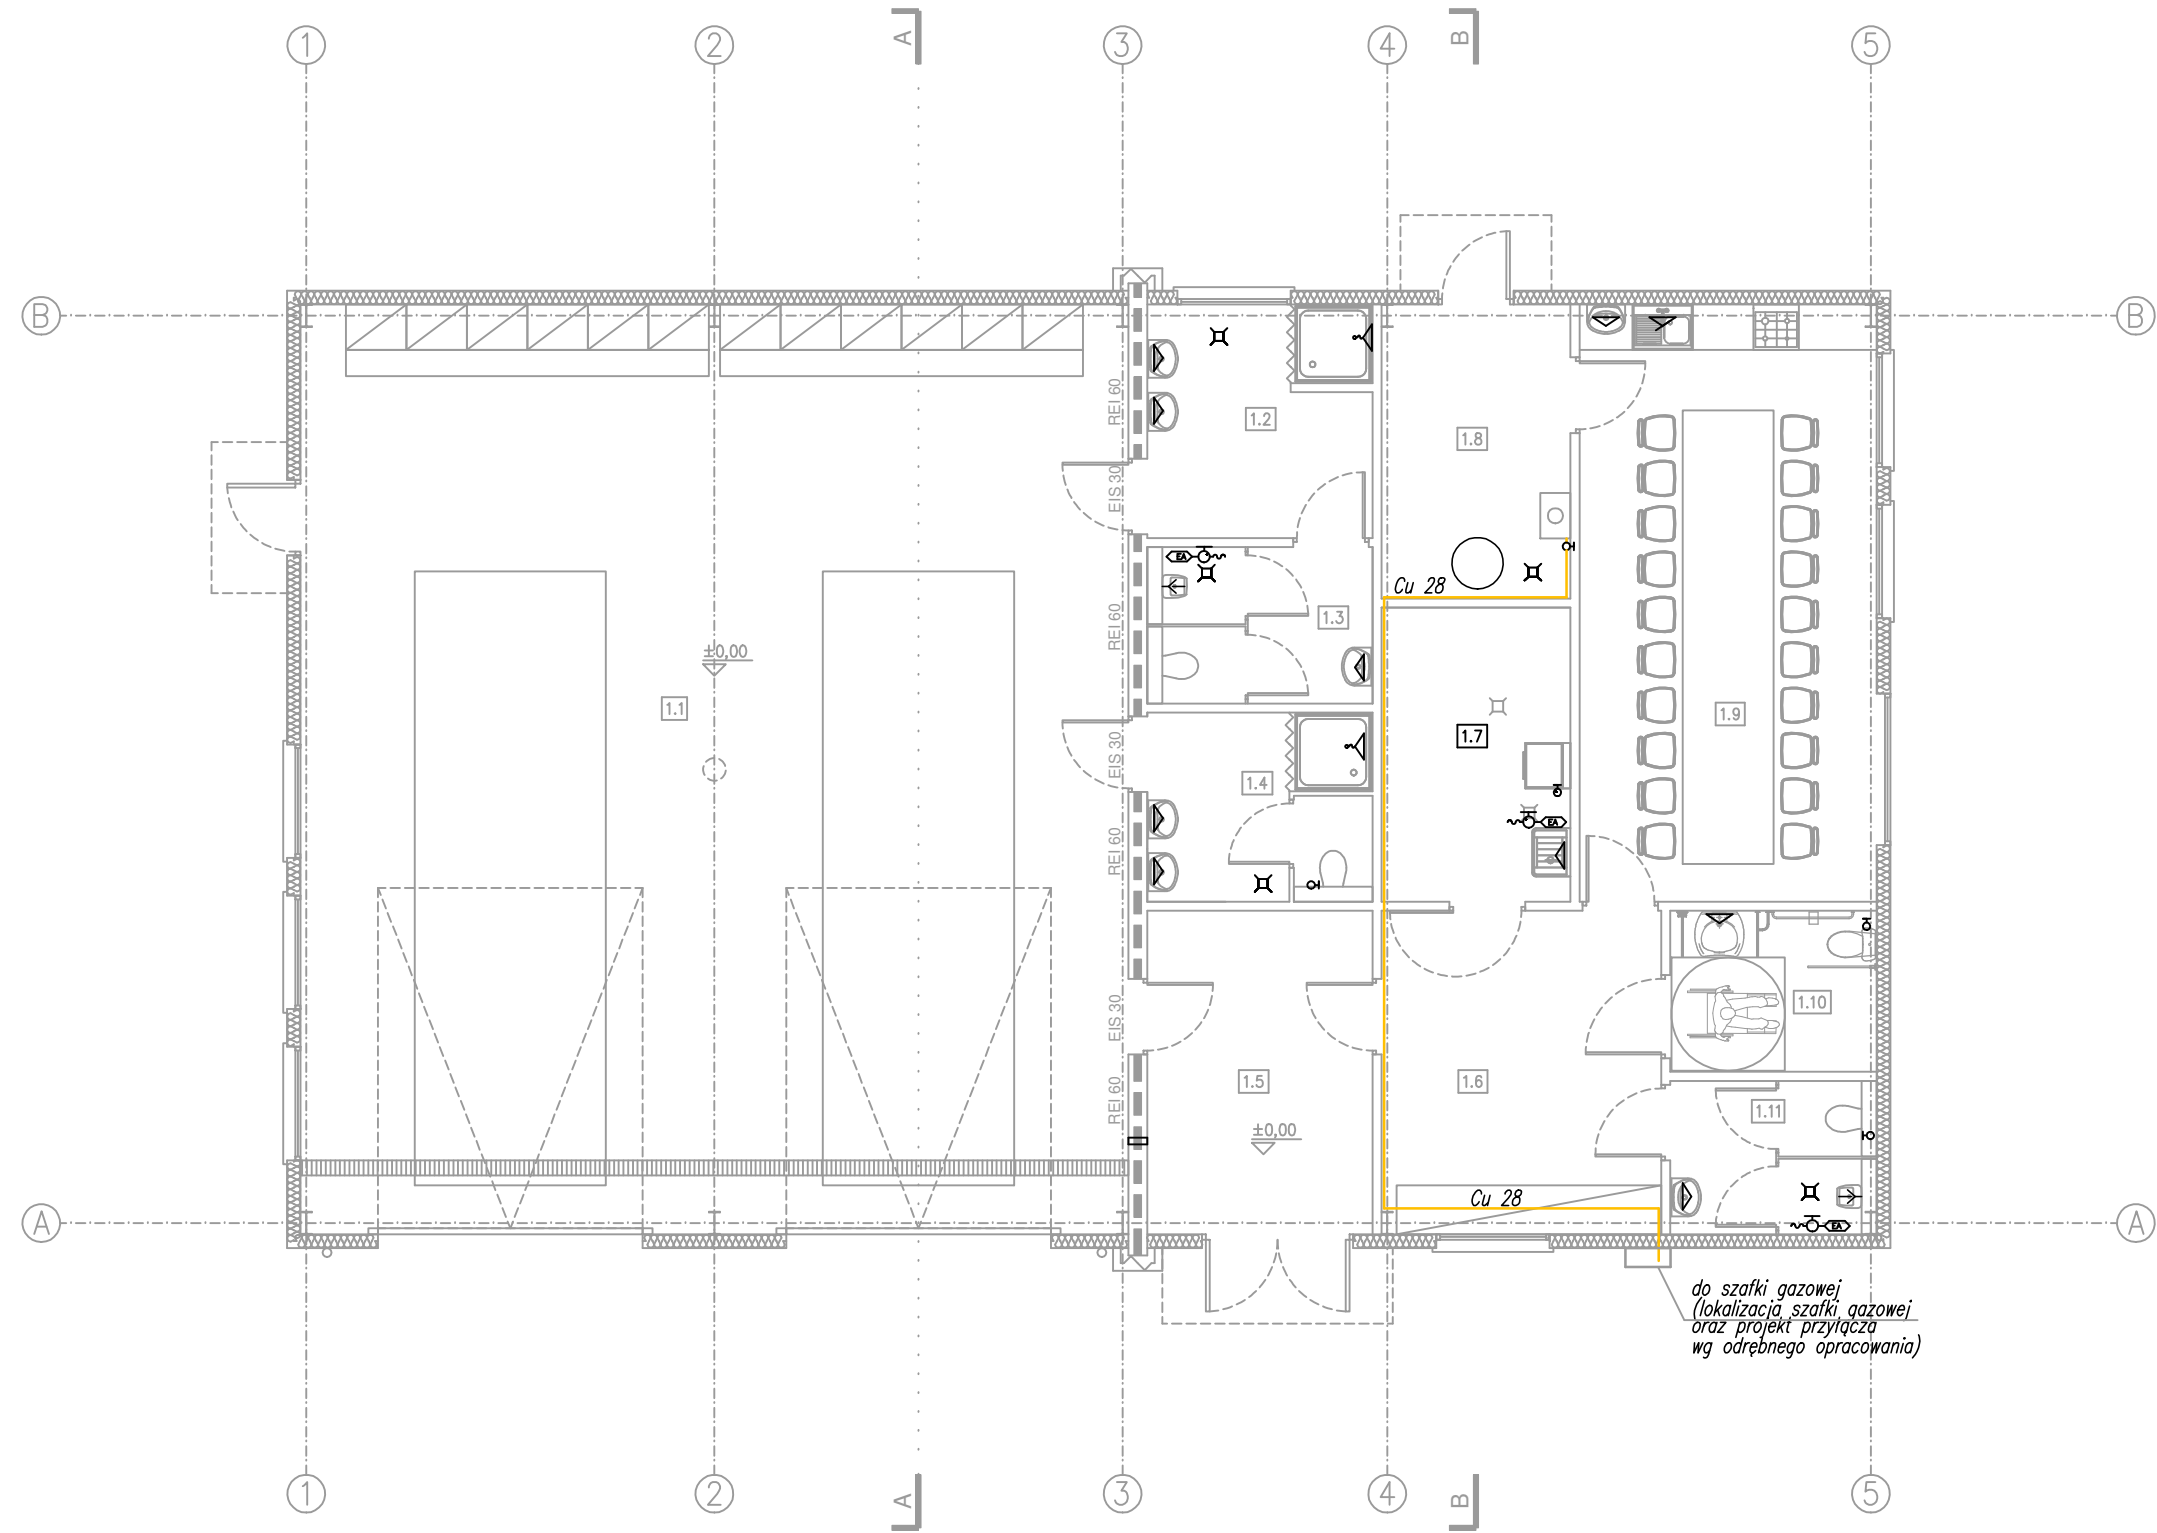 1
2
A
3
4
B
5
B
B
REI 60
1.2
1.8
EIS 30
EA
Cu 28
REI 60
1.3
±0,00
1.1
1.9
1.7
EIS 30
1.4
EA
REI 60
EIS 30
1.10
REI 60
1.5
1.6
1.11
±0,00
Cu 28
A
EA
A
do szafki gazowej
(lokalizacja szafki gazowej
oraz projekt przyłącza
wg odrębnego opracowania)
1
2
A
3
4
B
5